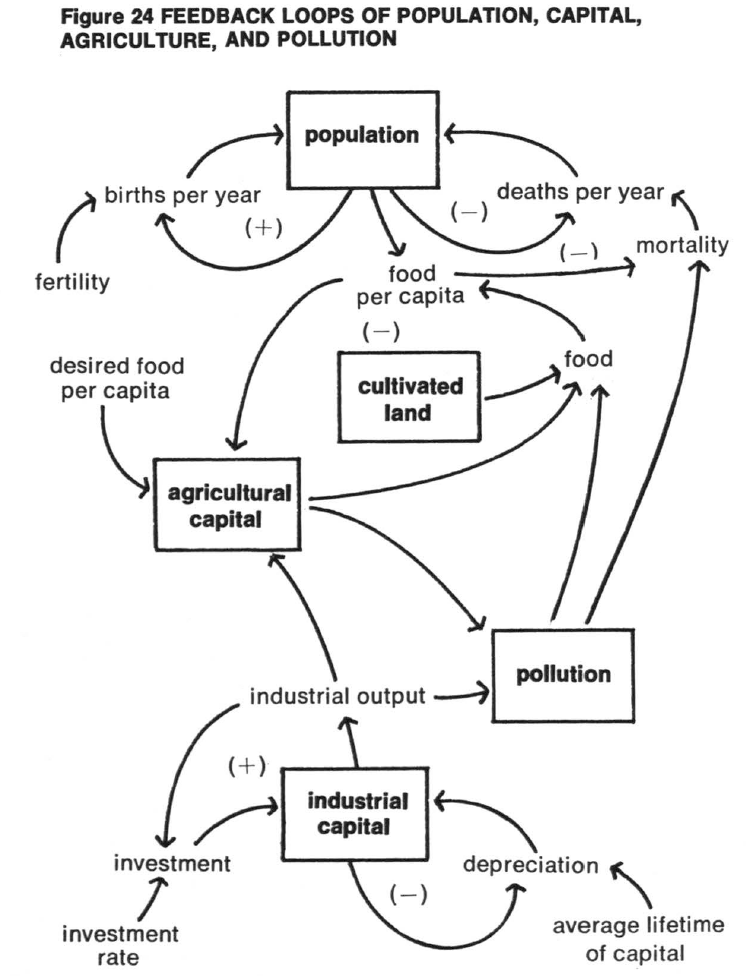 Figure 24 FEEDBACK LOOPS OF POPULATION, CAPITAL,
AGRICULTURE, AND POLLUTION
population
births per year
deaths per year
(+)
(—)
(—)
mortality
fertility
food
per capita
(—)
desired food
per capita
cultivated
land
food
agricultural
capital
pollution
industrial output
(+)
industrial
capital
investment
depreciation
(—)
investment
rate
average lifetime
of capital